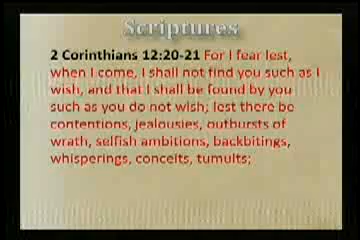 Scriptures
2 Corinthians 12:20-21 For I fear lest,
when I come, I shall not find you such as I
wish, and that I shall be found by you
such as you do not wish; lest there be
contentions, jealousies, outbursts of
wrath, selfish ambitions, backbitings,
whisperings, conceits, tumults;